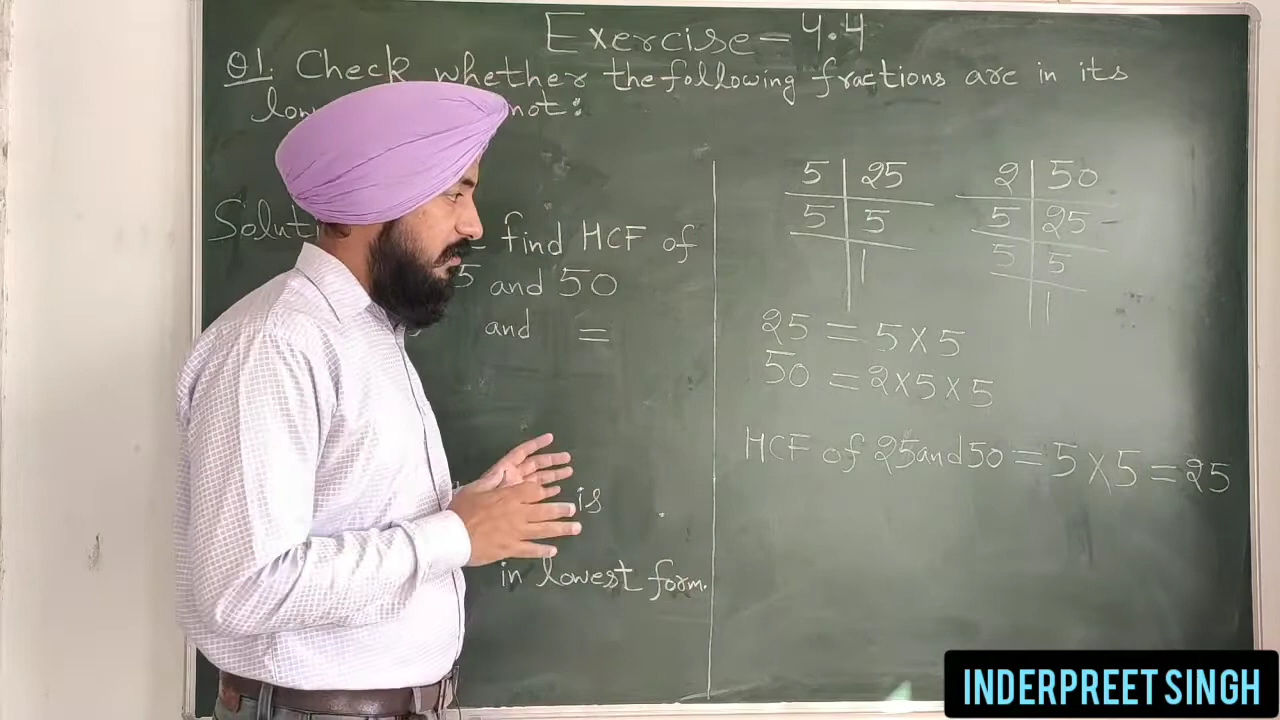 Exercise = 4.4
Q1. Check whether the following fractions are in its
not:
find HCF of
5 and 50
and =
is
in lowest form.
5 | 25
5 | 5
1
2 | 50
5 | 25
5 | 5
1
25 = 5×5
50 = 2×5×5
HCF of 25 and 50 = 5×5 = 25
INDERPREET SINGH